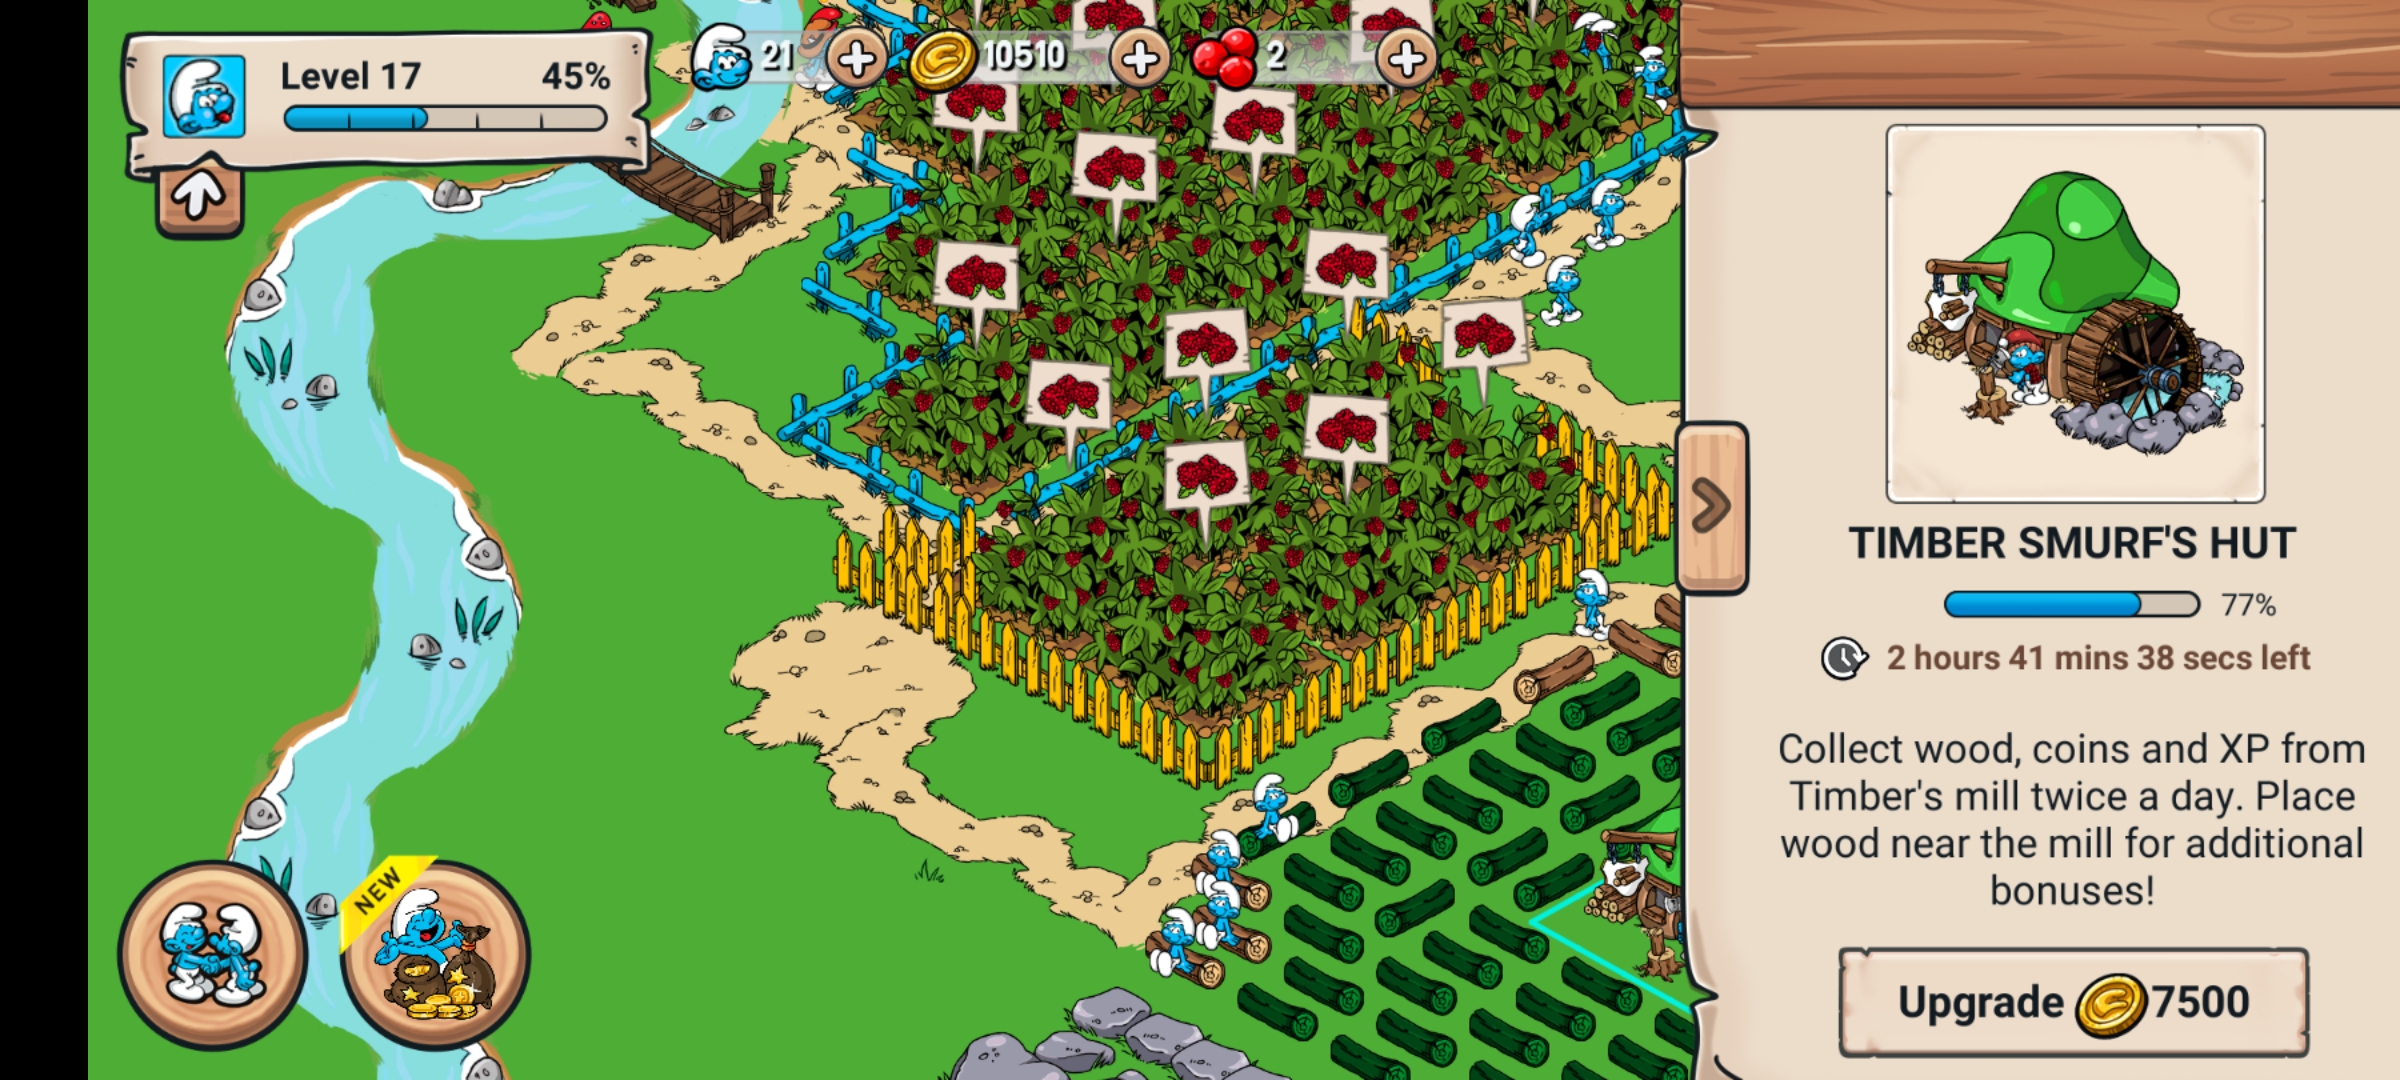 Level 17 45%
21
10510
2
NEW
TIMBER SMURF'S HUT
77%
2 hours 41 mins 38 secs left
Collect wood, coins and XP from
Timber's mill twice a day. Place
wood near the mill for additional
bonuses!
Upgrade 7500